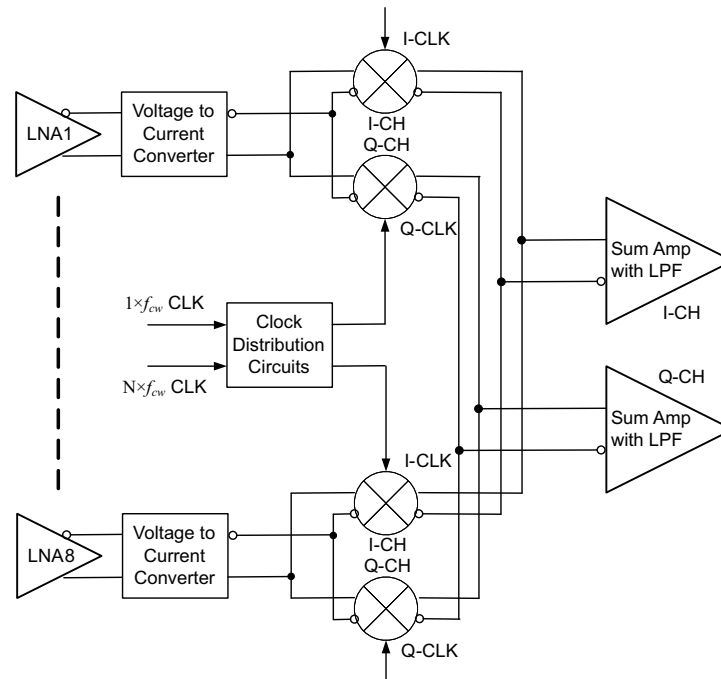 I-CLK
LNA1
Voltage to
Current
Converter
I-CH
Q-CH
Q-CLK
Sum Amp
with LPF
I-CH
1×fcw CLK
Clock
Distribution
Circuits
N×fcw CLK
Q-CH
Sum Amp
with LPF
I-CLK
LNA8
Voltage to
Current
Converter
I-CH
Q-CH
Q-CLK